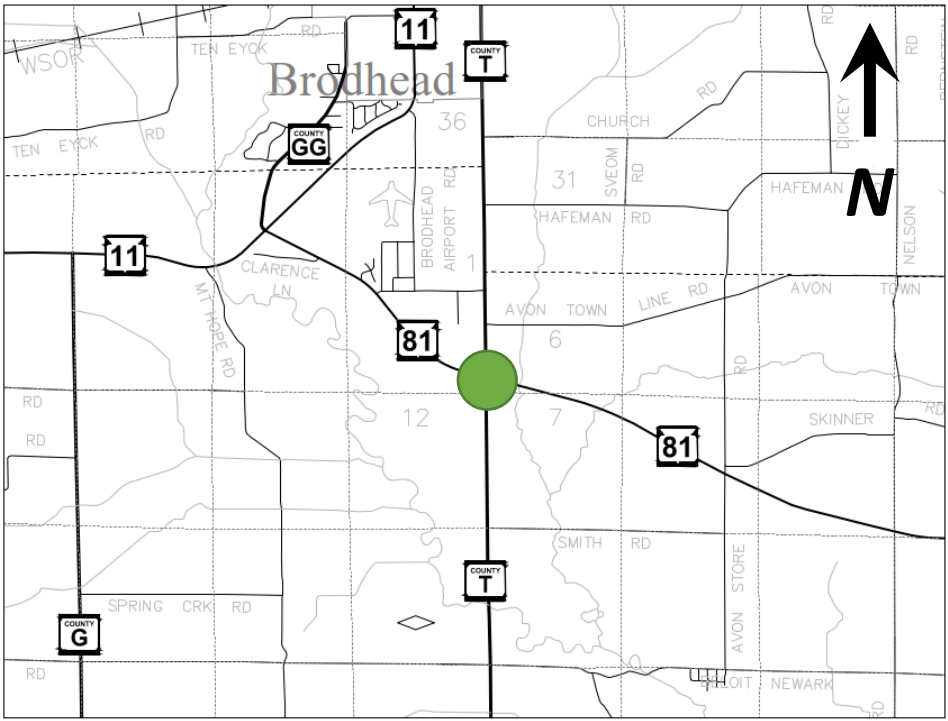 RD
11
COUNTY
T
RD
RD
TEN EYCK
WSOR
Brodhead
RD
36
CHURCH
DICKEY
RD
TEN EYCK
COUNTY
GG
SVEOM
RD
31
HAFEMAN
N
BRODHEAD
AIRPORT RD
HAFEMAN RD
NELSON
11
CLARENCE
LN
1
MT HOPE RD
AVON TOWN LINE RD
AVON TOWN
81
6
RD
RD
12
7
SKINNER
RD
RD
81
SMITH RD
COUNTY
T
AVON STORE
SPRING CRK RD
COUNTY
G
RD
BELOIT NEWARK
RD